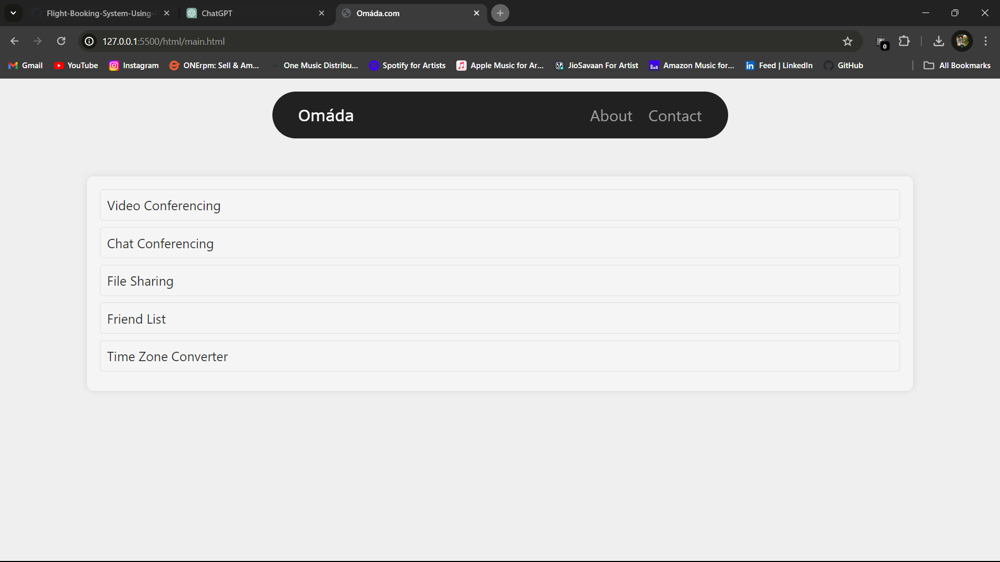 Flight-Booking-System-Using-
ChatGPT
Omáda.com
127.0.0.1:5500/html/main.html
0
Gmail
YouTube
Instagram
ONErpm: Sell & Am...
One Music Distribu...
Spotify for Artists
Apple Music for Ar...
JioSavaan For Artist
Amazon Music for...
Feed | LinkedIn
GitHub
All Bookmarks
Omáda
About
Contact
Video Conferencing
Chat Conferencing
File Sharing
Friend List
Time Zone Converter